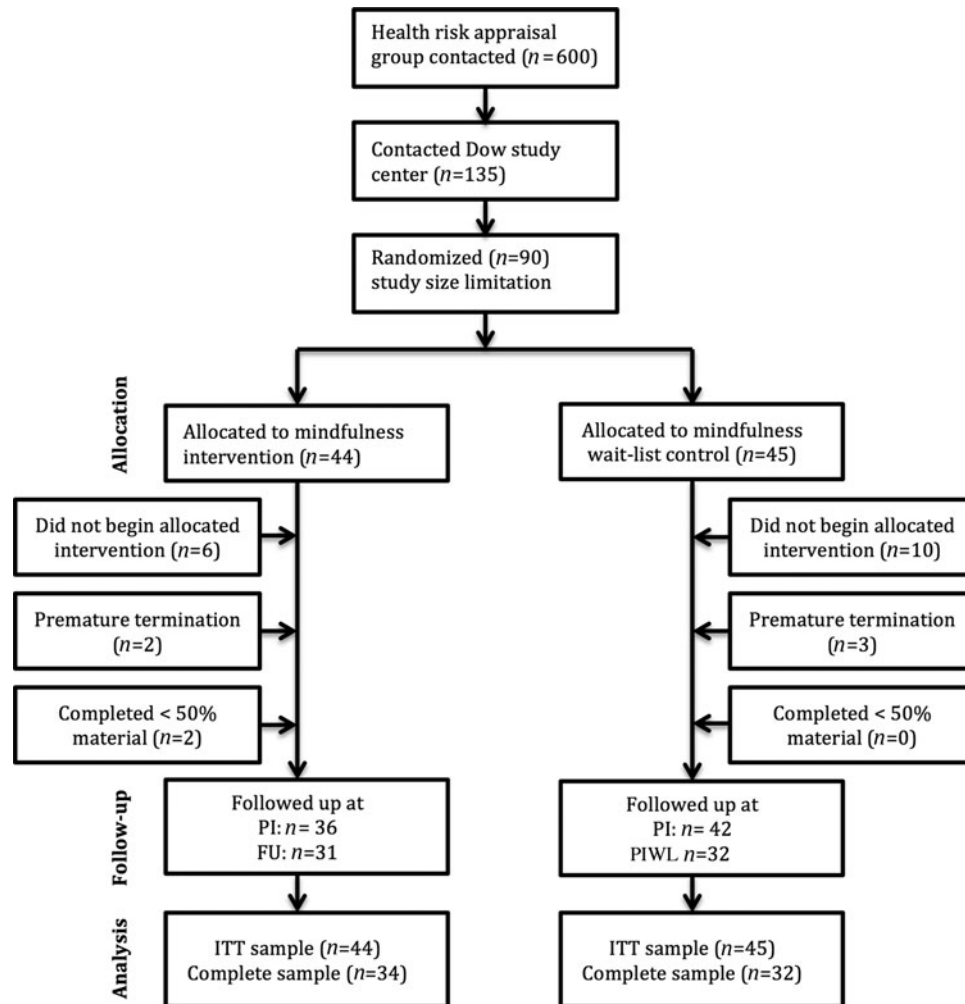 Health risk appraisal
group contacted (n=600)
Contacted Dow study
center (n=135)
Randomized (n=90)
study size limitation
Allocation
Allocated to mindfulness
intervention (n=44)
Allocated to mindfulness
wait-list control (n=45)
Did not begin allocated
intervention (n=6)
Did not begin allocated
intervention (n=10)
Premature termination
(n=2)
Premature termination
(n=3)
Completed < 50%
material (n=2)
Completed < 50%
material (n=0)
Follow-up
Followed up at
PI: n= 36
FU: n=31
Followed up at
PI: n= 42
PIWL n=32
Analysis
ITT sample (n=44)
Complete sample (n=34)
ITT sample (n=45)
Complete sample (n=32)